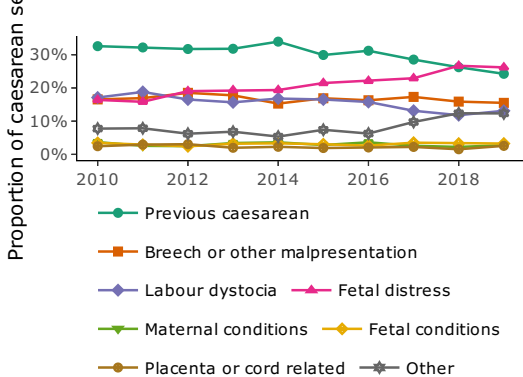 Proportion of caesarean se
30%
20%
10%
0%
2010 2012 2014 2016 2018
Previous caesarean
Breech or other malpresentation
Labour dystocia Fetal distress
Maternal conditions Fetal conditions
Placenta or cord related Other